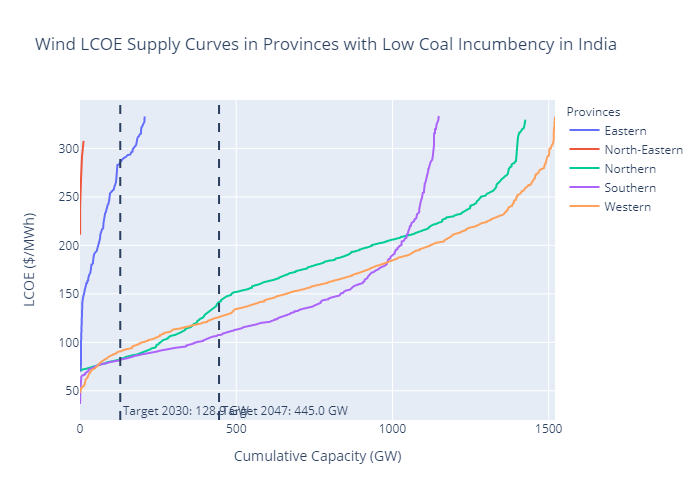 Wind LCOE Supply Curves in Provinces with Low Coal Incumbency in India
Provinces
Eastern
North-Eastern
Northern
Southern
Western
LCOE ($/MWh)
300
250
200
150
100
50
Target 2030: 128.9 GW
Target 2047: 445.0 GW
0
500
1000
1500
Cumulative Capacity (GW)